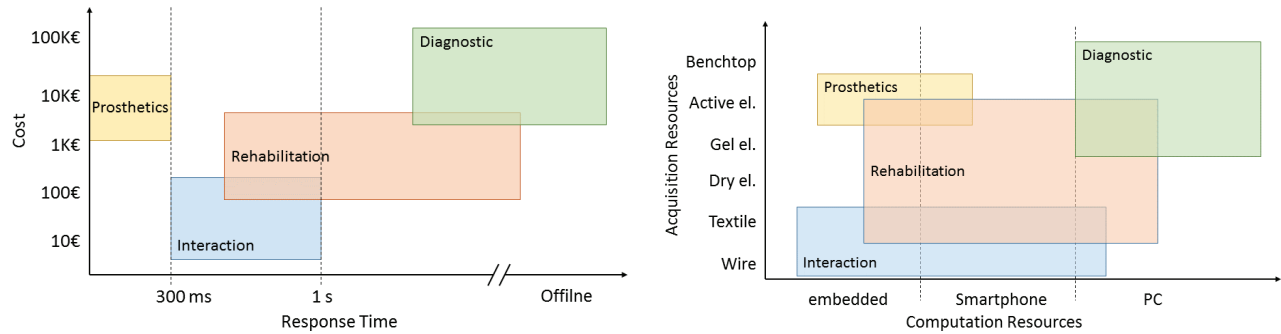 100K€
10K€
1K€
100€
10€
Cost
Diagnostic
Prosthetics
Rehabilitation
Interaction
300 ms
1 s
Offilne
Response Time
Benchtop
Active el.
Gel el.
Dry el.
Textile
Wire
Acquisition Resources
Diagnostic
Prosthetics
Rehabilitation
Interaction
embedded
Smartphone
PC
Computation Resources